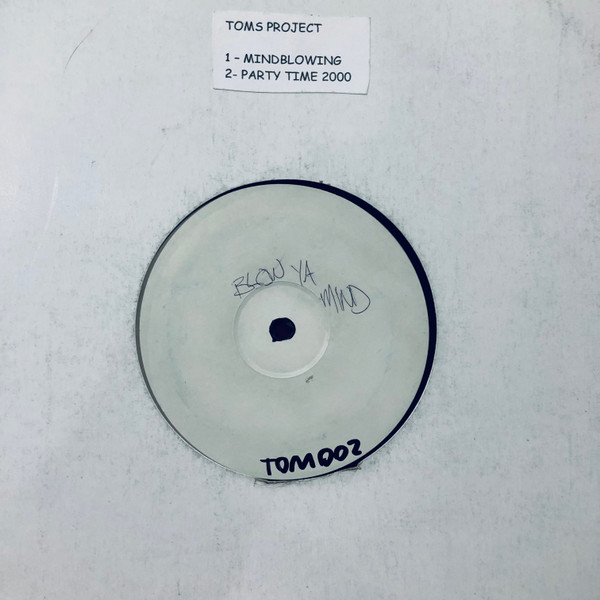 TOMS PROJECT
1 - MINDBLOWING
2- PARTY TIME 2000
BLOW YA
MIND
TOM002